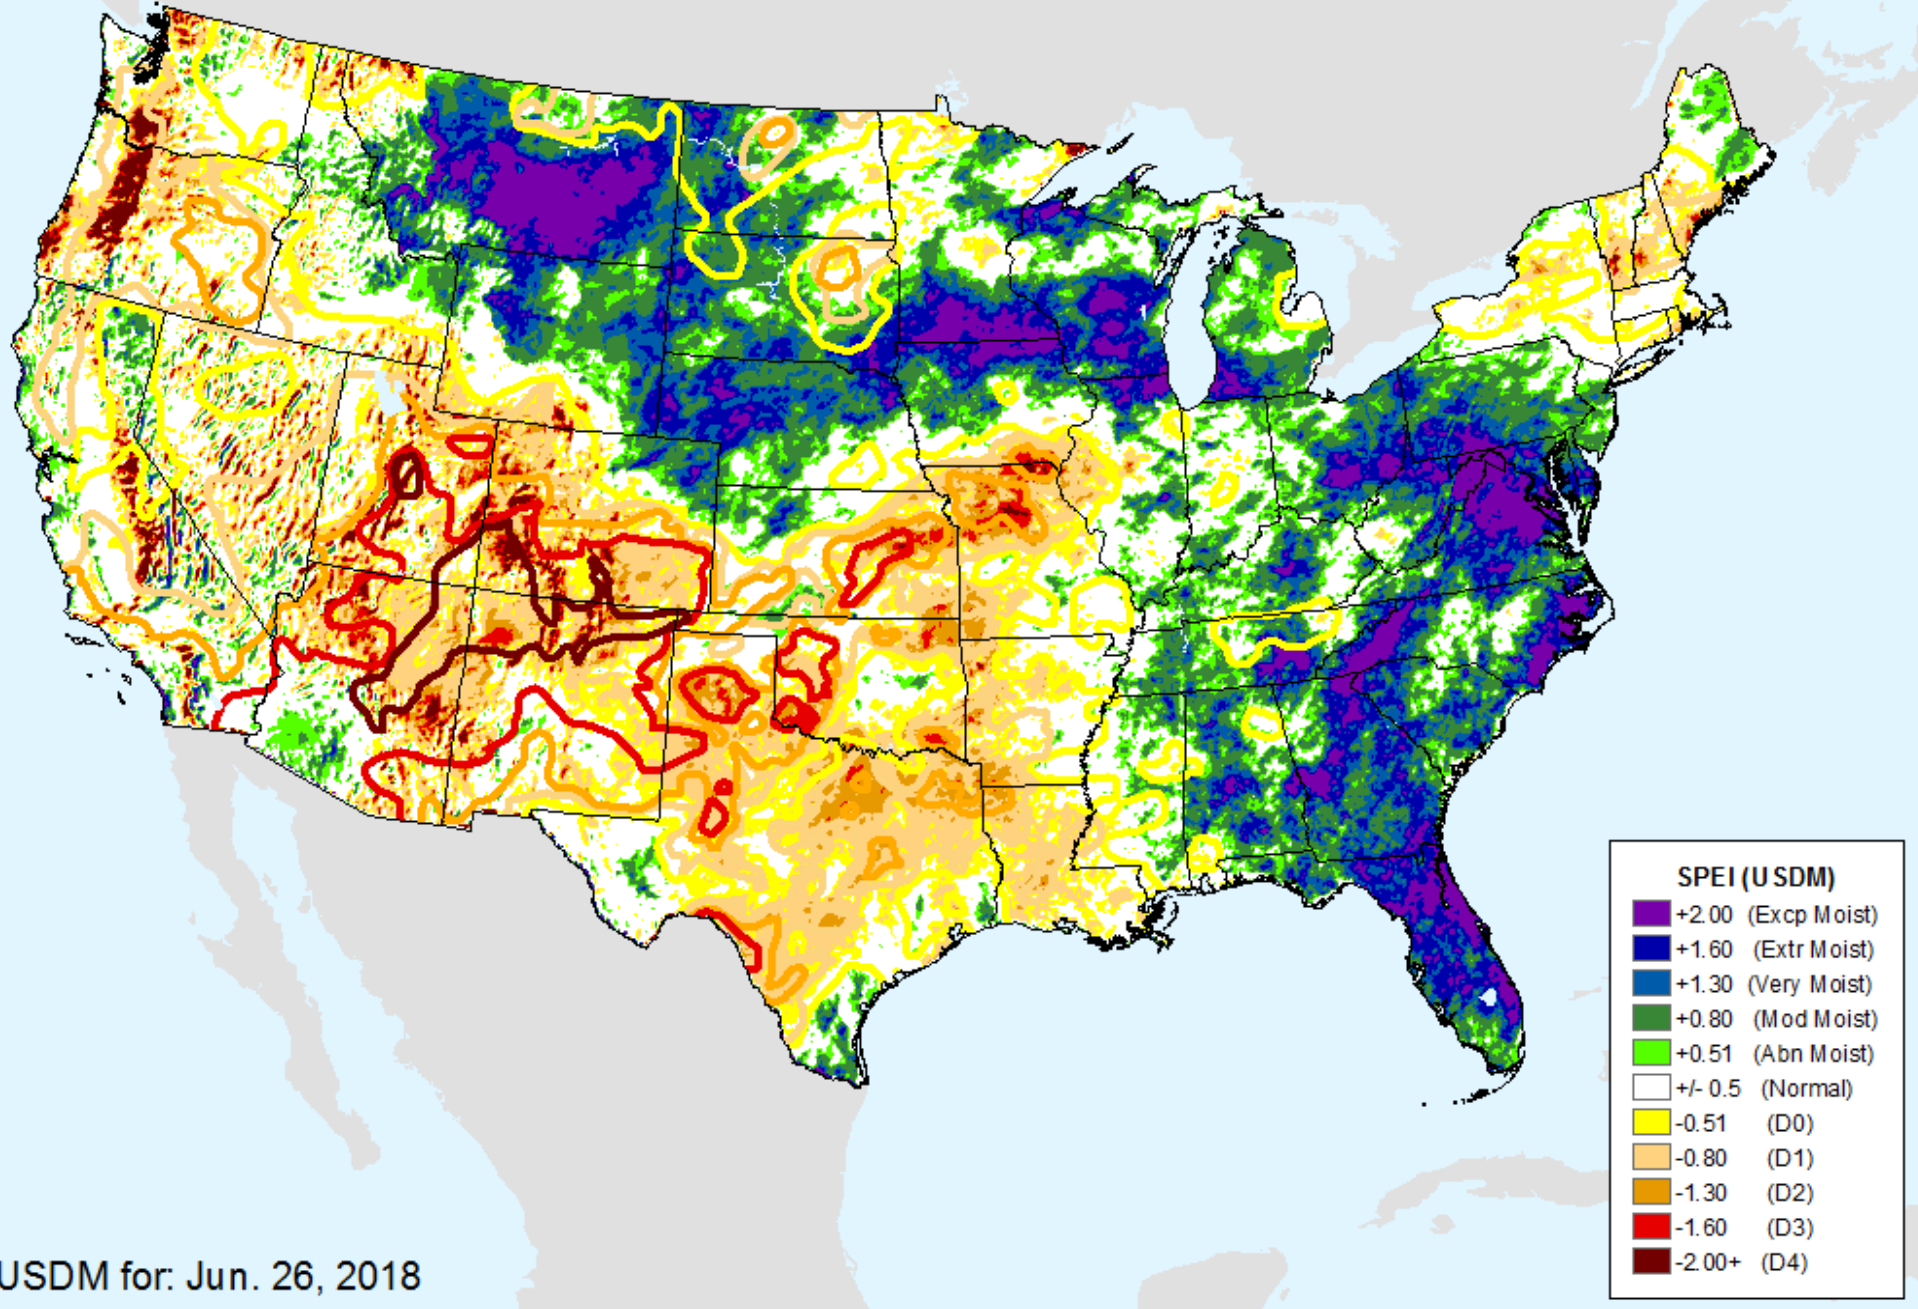 SPEI (USDM)
+2.00 (Excp Moist)
+1.60 (Extr Moist)
+1.30 (Very Moist)
+0.80 (Mod Moist)
+0.51 (Abn Moist)
+/- 0.5 (Normal)
-0.51 (D0)
-0.80 (D1)
-1.30 (D2)
-1.60 (D3)
-2.00+ (D4)
USDM for: Jun. 26, 2018